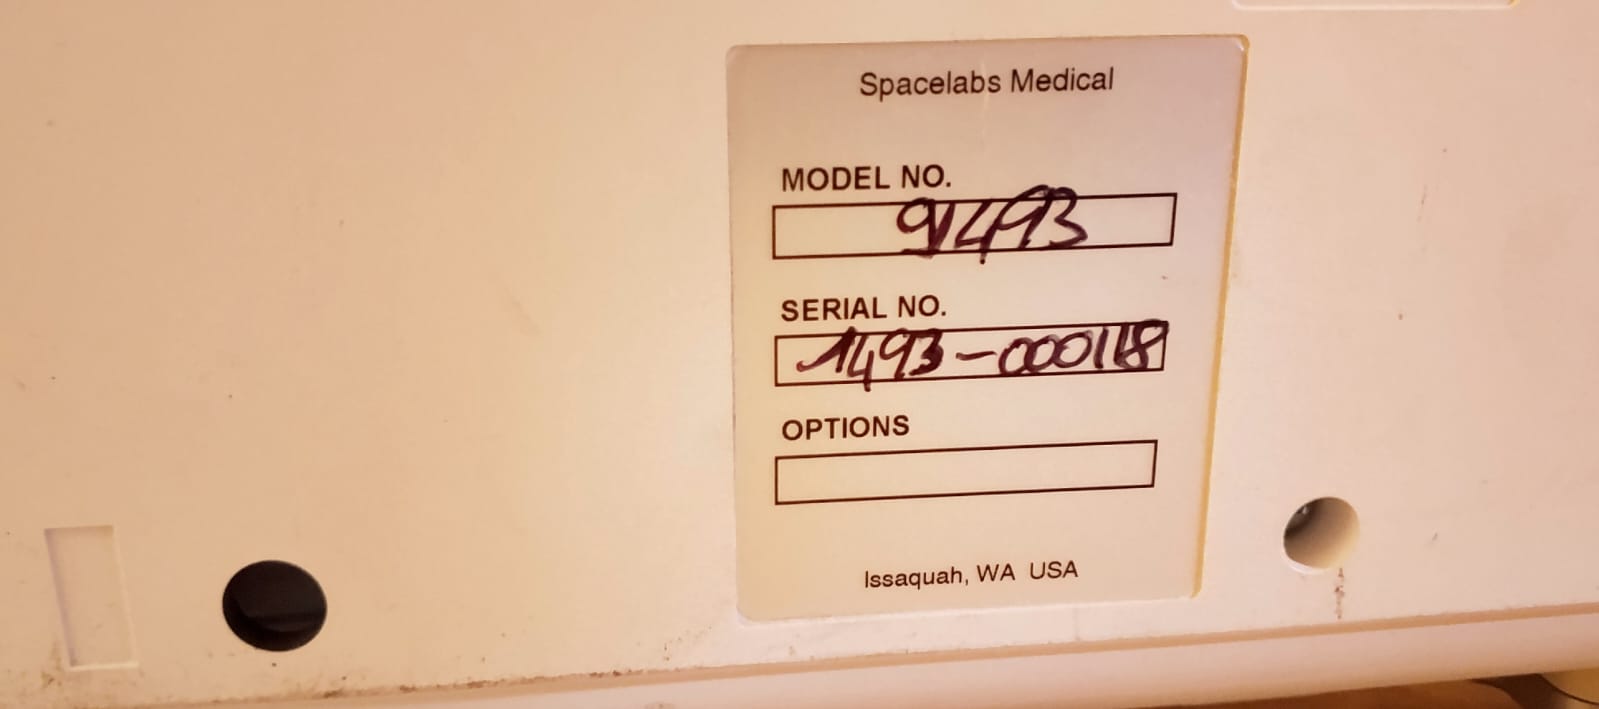 Spacelabs Medical
MODEL NO.
91493
SERIAL NO.
1493-000118
OPTIONS
Issaquah, WA USA